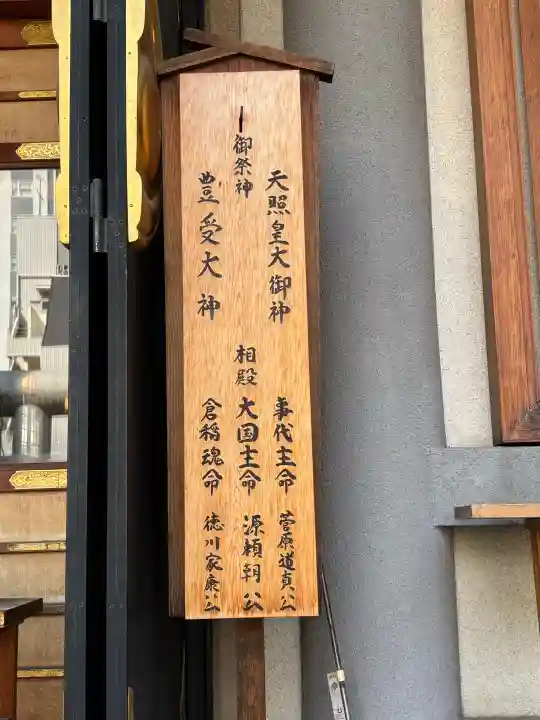 御祭神
天照皇大御神
豊受大神
相殿
事代主命
大国主命
倉稲魂命
菅原道真公
源頼朝公
徳川家康公